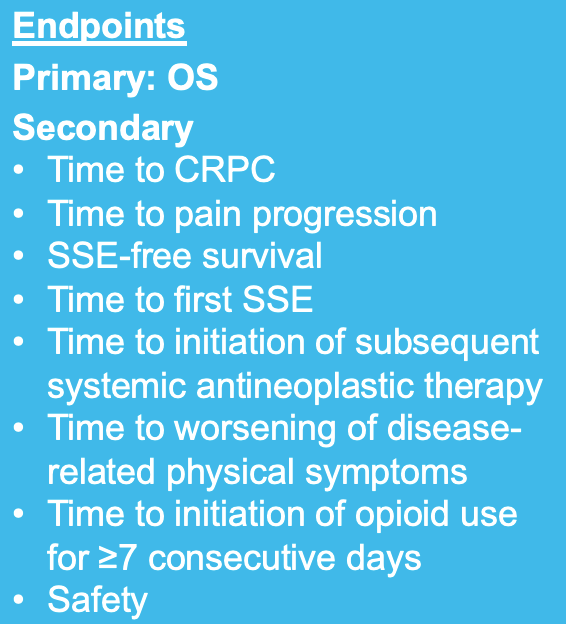 Endpoints
Primary: OS
Secondary
• Time to CRPC
• Time to pain progression
• SSE-free survival
• Time to first SSE
• Time to initiation of subsequent
systemic antineoplastic therapy
• Time to worsening of disease-
related physical symptoms
• Time to initiation of opioid use
for ≥7 consecutive days
• Safety